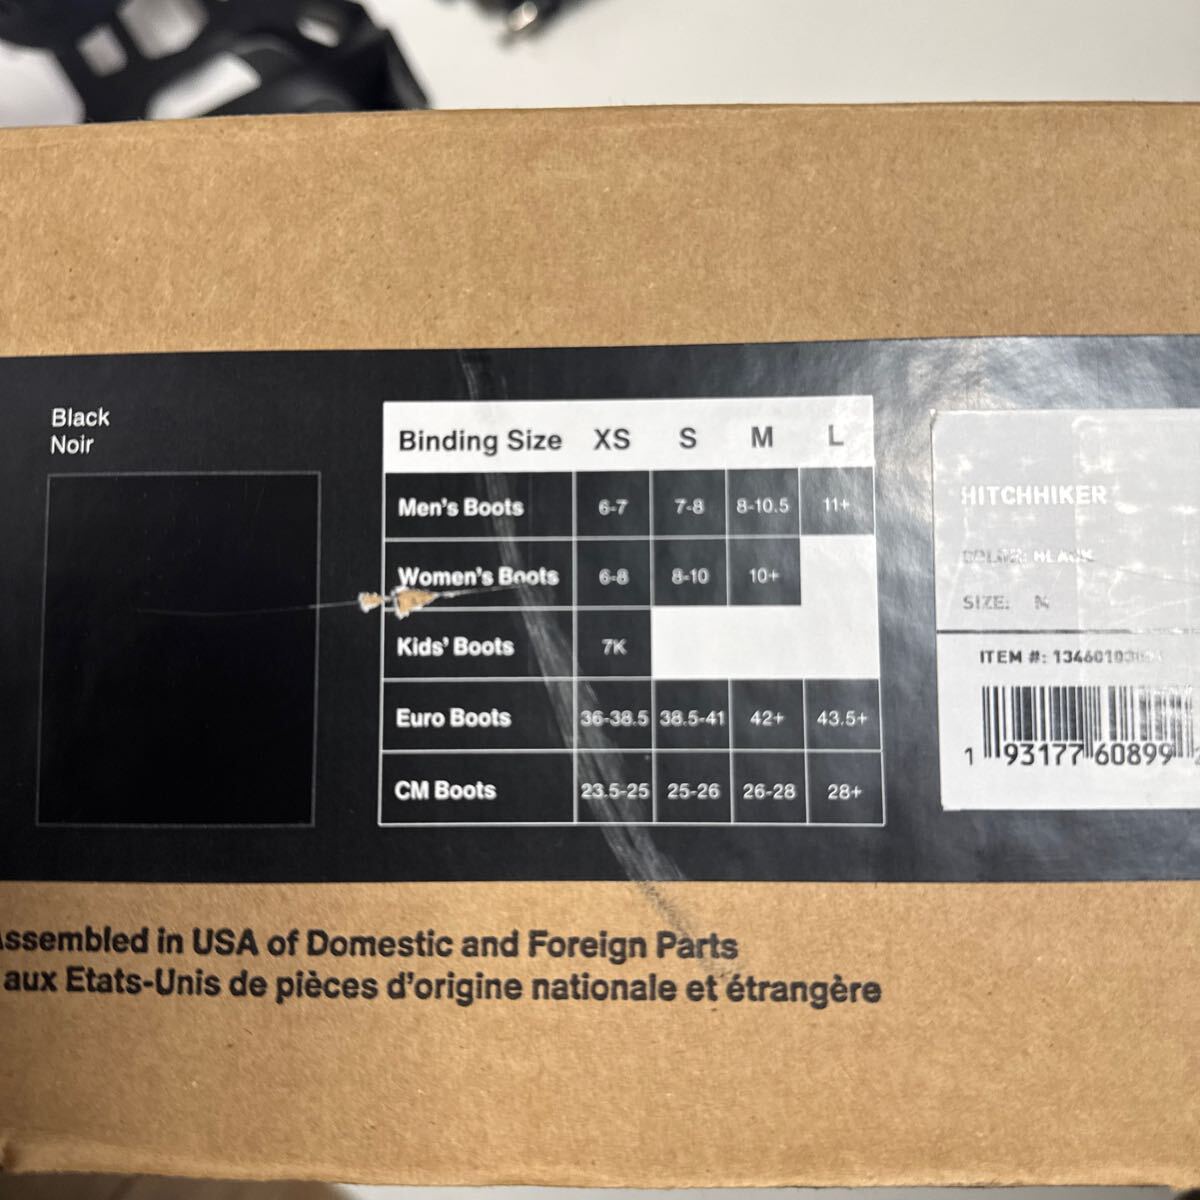 Black
Noir
Binding Size XS S M L
Men's Boots 6-7 7-8 8-10.5 11+
Women's Boots 6-8 8-10 10+
Kids' Boots 7K
Euro Boots 36-38.5 38.5-41 42+ 43.5+
CM Boots 23.5-25 25-26 26-28 28+
HITCHHIKER
COLOR: BLACK
SIZE:
ITEM #:
1 93177 60899
Assembled in USA of Domestic and Foreign Parts
aux Etats-Unis de pièces d'origine nationale et étrangère